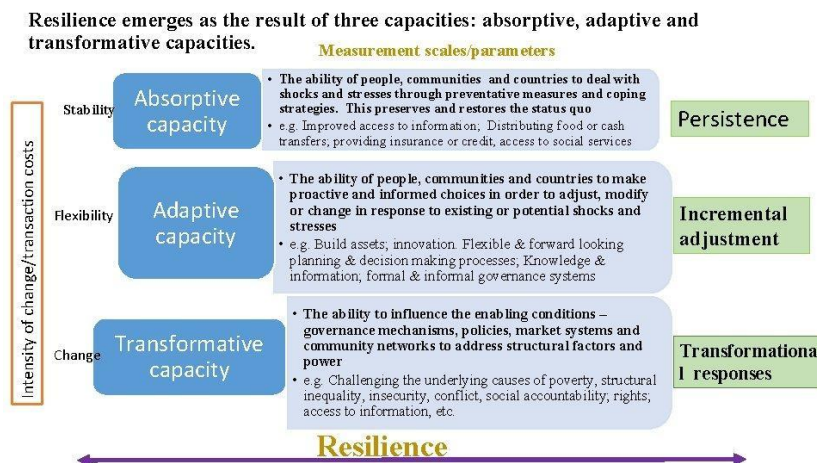 Resilience emerges as the result of three capacities: absorptive, adaptive and
transformative capacities.
Measurement scales/parameters
Intensity of change/transaction costs
Stability
Absorptive
capacity
• The ability of people, communities and countries to deal with
shocks and stresses through preventative measures and coping
strategies. This preserves and restores the status quo
• e.g. Improved access to information; Distributing food or cash
transfers; providing insurance or credit, access to social services
Persistence
Flexibility
Adaptive
capacity
• The ability of people, communities and countries to make
proactive and informed choices in order to adjust, modify
or change in response to existing or potential shocks and
stresses
• e.g. Build assets; innovation. Flexible & forward looking
planning & decision making processes; Knowledge &
information; formal & informal governance systems
Incremental
adjustment
Change
Transformative
capacity
• The ability to influence the enabling conditions –
governance mechanisms, policies, market systems and
community networks to address structural factors and
power
• e.g. Challenging the underlying causes of poverty, structural
inequality, insecurity, conflict, social accountability; rights;
access to information, etc.
Transformationa
l responses
Resilience